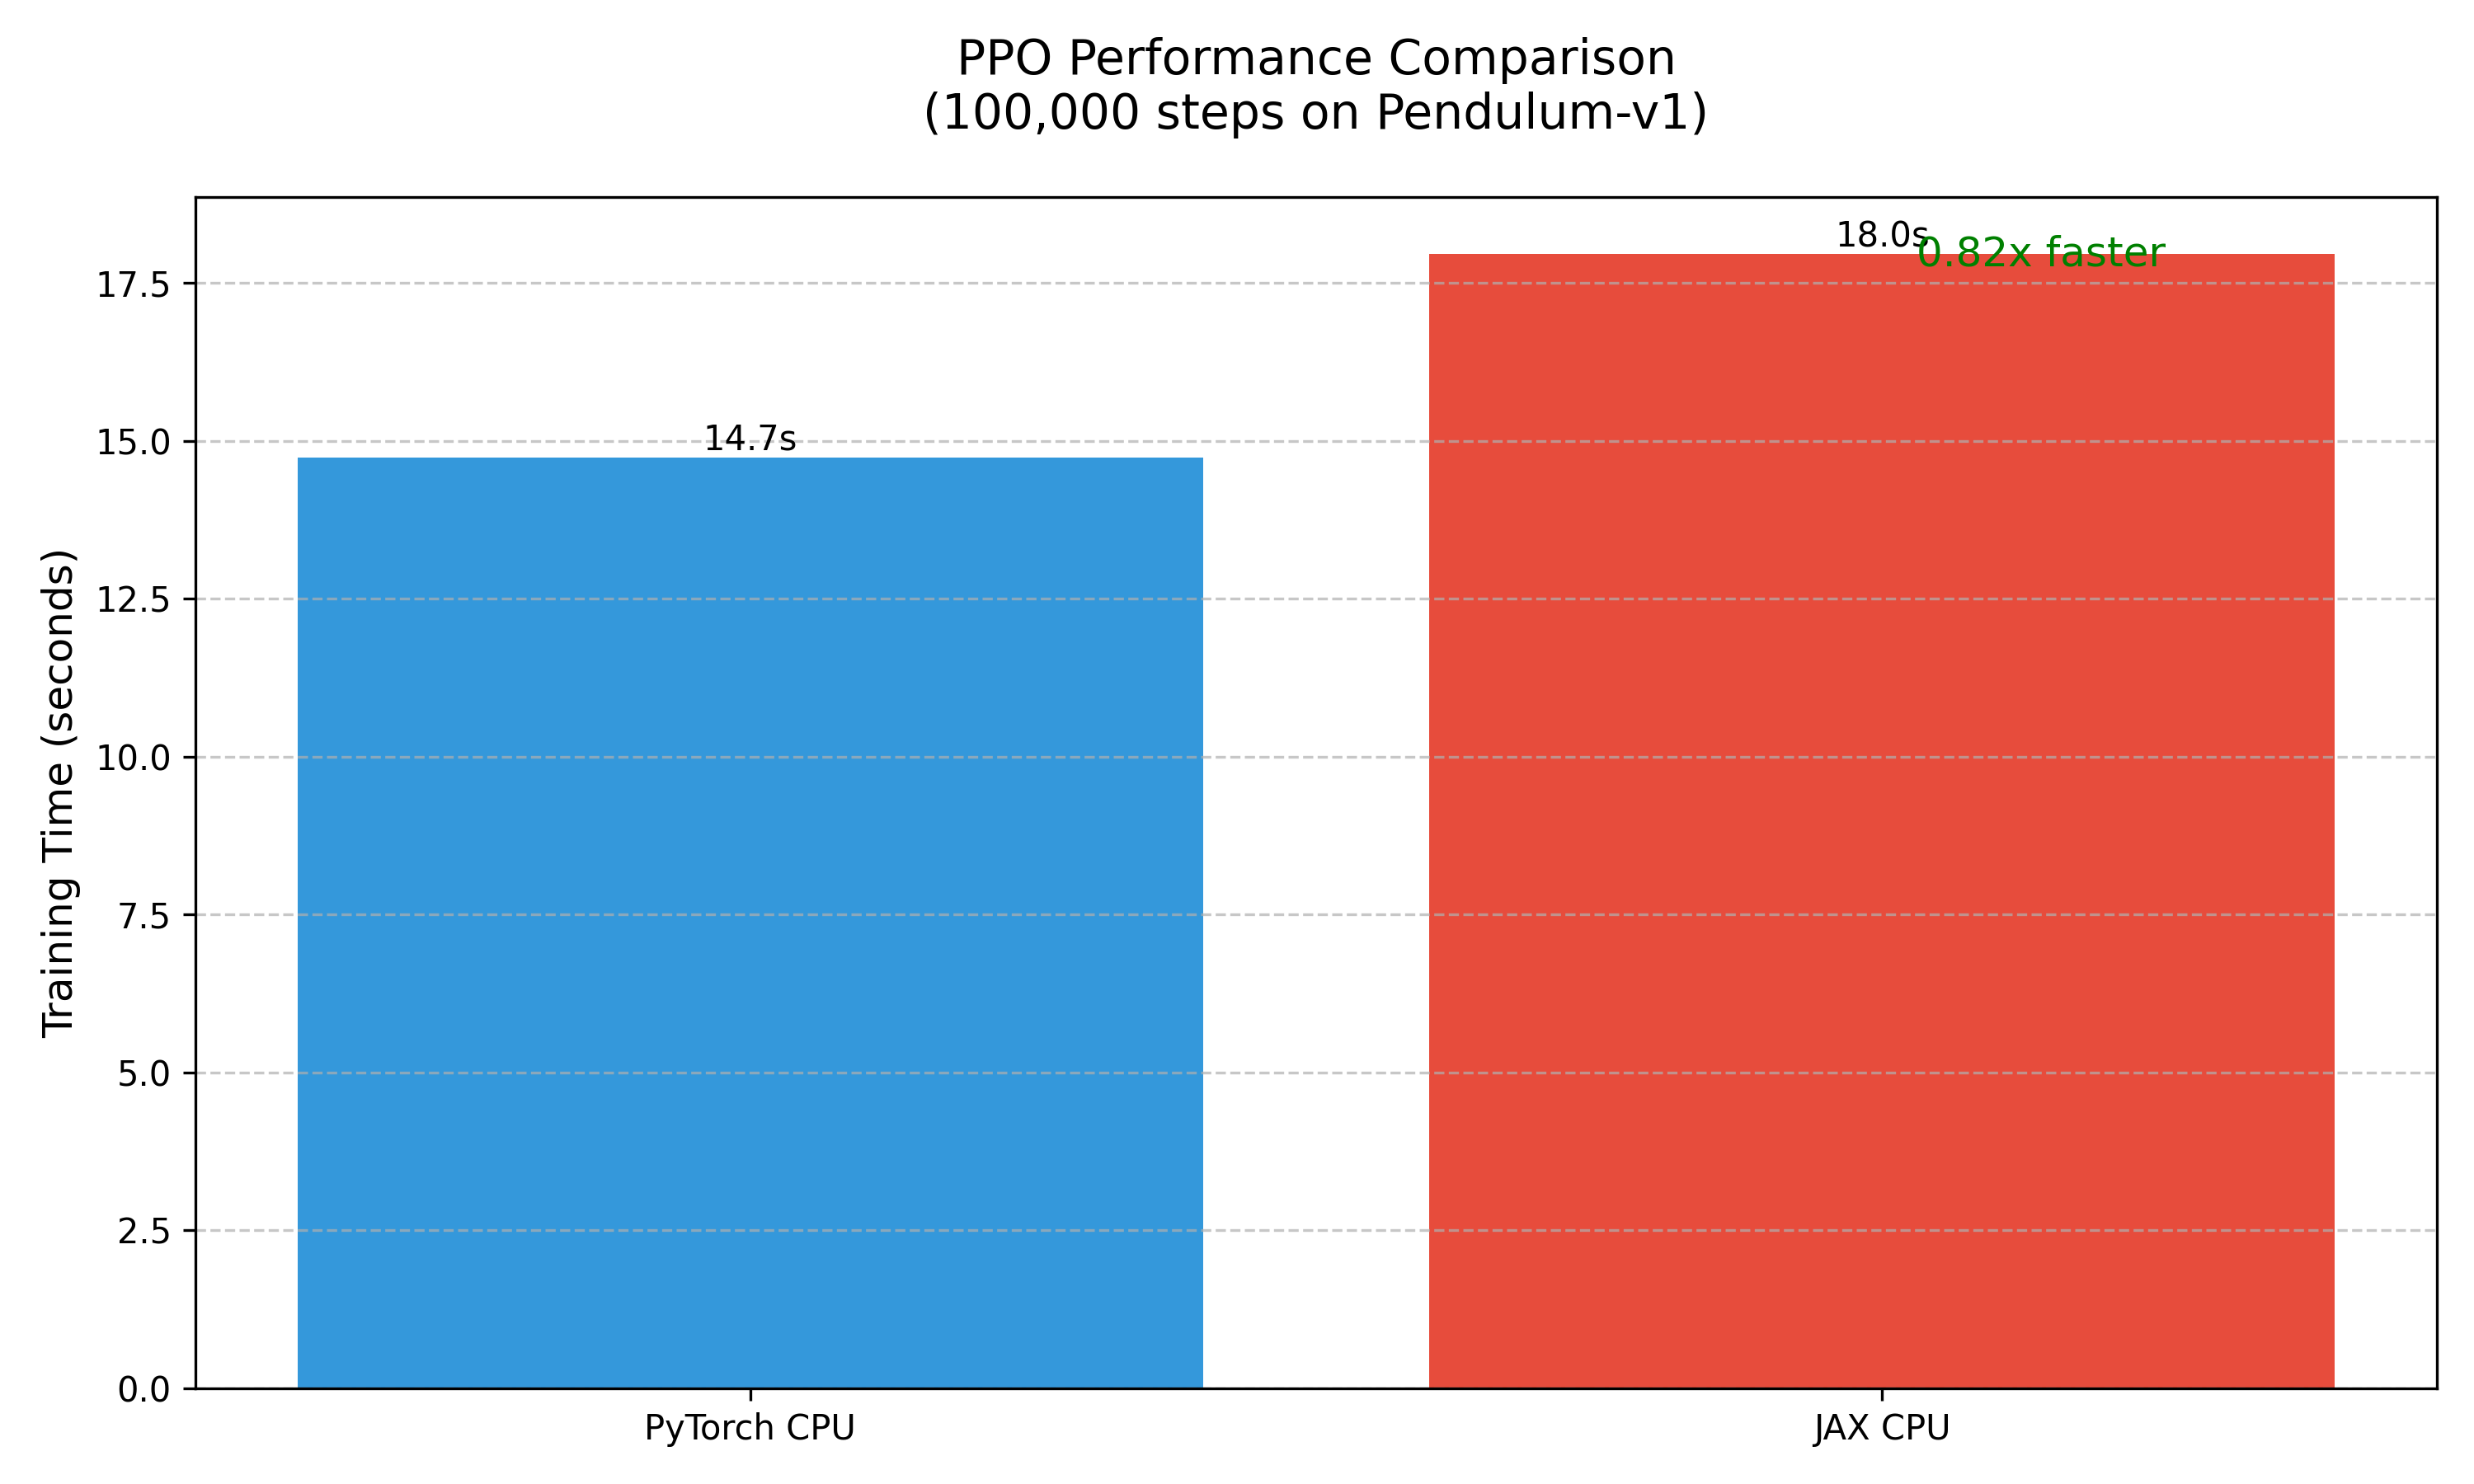 PPO Performance Comparison
(100,000 steps on Pendulum-v1)
18.0s
0.82x faster
17.5
15.0
14.7s
12.5
10.0
7.5
5.0
2.5
0.0
Training Time (seconds)
PyTorch CPU
JAX CPU